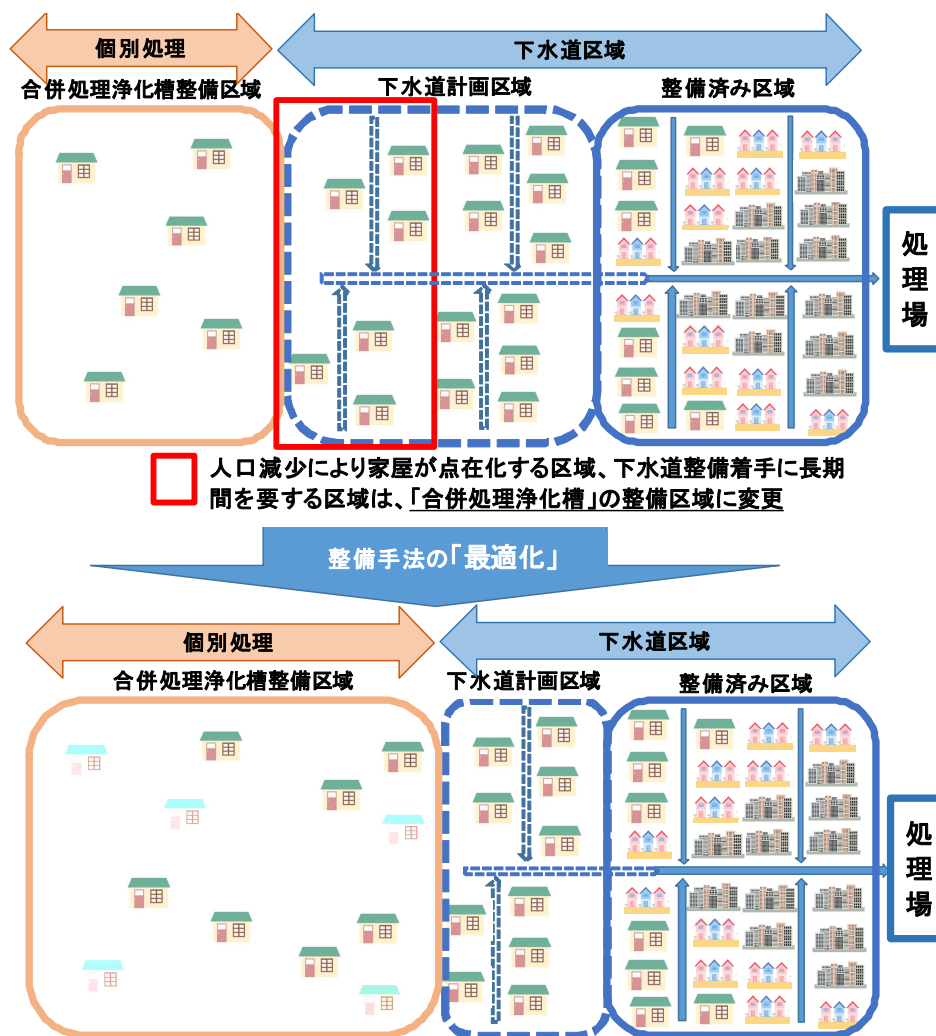 個別処理
下水道区域
合併処理浄化槽整備区域
下水道計画区域
整備済み区域
処理場
人口減少により家屋が点在化する区域、下水道整備着手に長期
間を要する区域は、「合併処理浄化槽」の整備区域に変更
整備手法の「最適化」
個別処理
下水道区域
合併処理浄化槽整備区域
下水道計画区域
整備済み区域
処理場